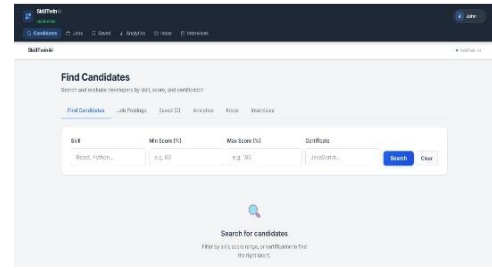 SkillTwinAI
John
Candidates Jobs Saved Analytics Inbox Interviews
SkillTwinAI
Find Candidates
Search and evaluate developers by skill, score, and certification
Find Candidates Job Postings Saved Analytics Inbox Interviews
Skill Min Score (%) Max Score (%) Certificate
React, Python... e.g. 60 e.g. 100 JavaScript... Search Clear
Search for candidates
Filter by skill, score range, or certification to find
the right talent.